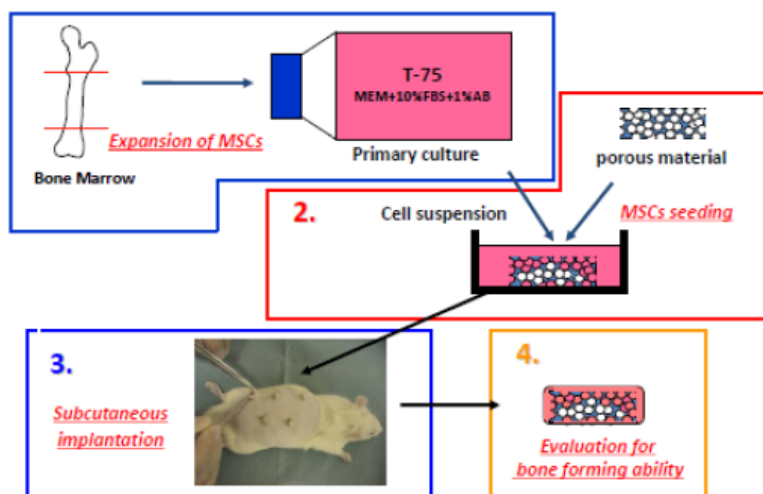 T-75
MEM+10%FBS+1%AB
Expansion of MSCs
Primary culture
Bone Marrow
porous material
2.
Cell suspension
MSCs seeding
3.
Subcutaneous
implantation
4.
Evaluation for
bone forming ability